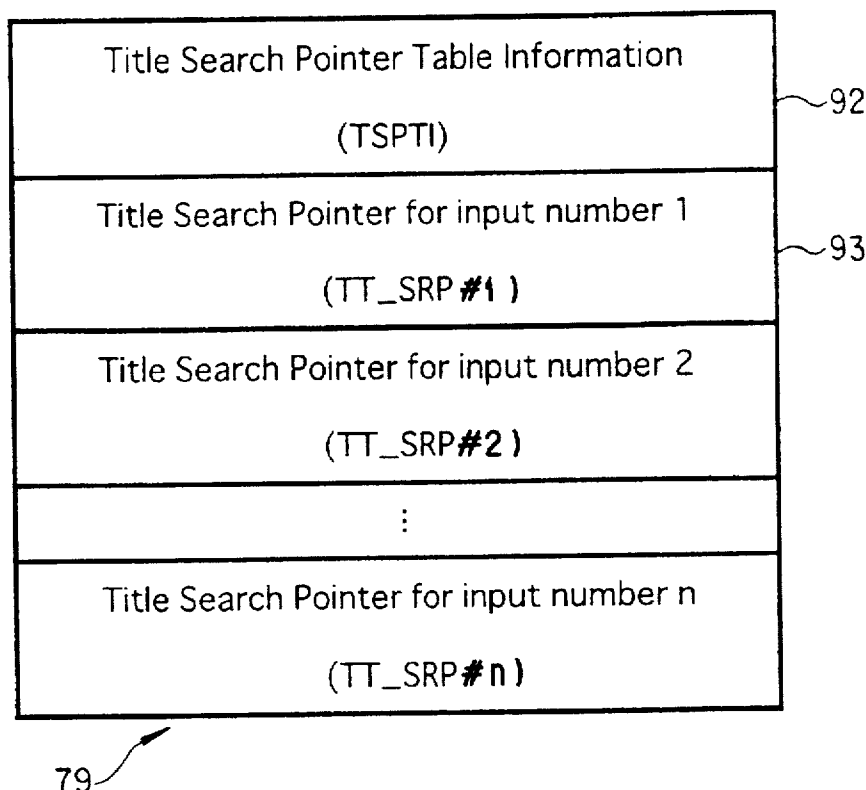 Title Search Pointer Table Information
92
(TSPTI)
Title Search Pointer for input number 1
93
(TT_SRP#1)
Title Search Pointer for input number 2
(TT_SRP#2)
⋮
Title Search Pointer for input number n
(TT_SRP#n)
79